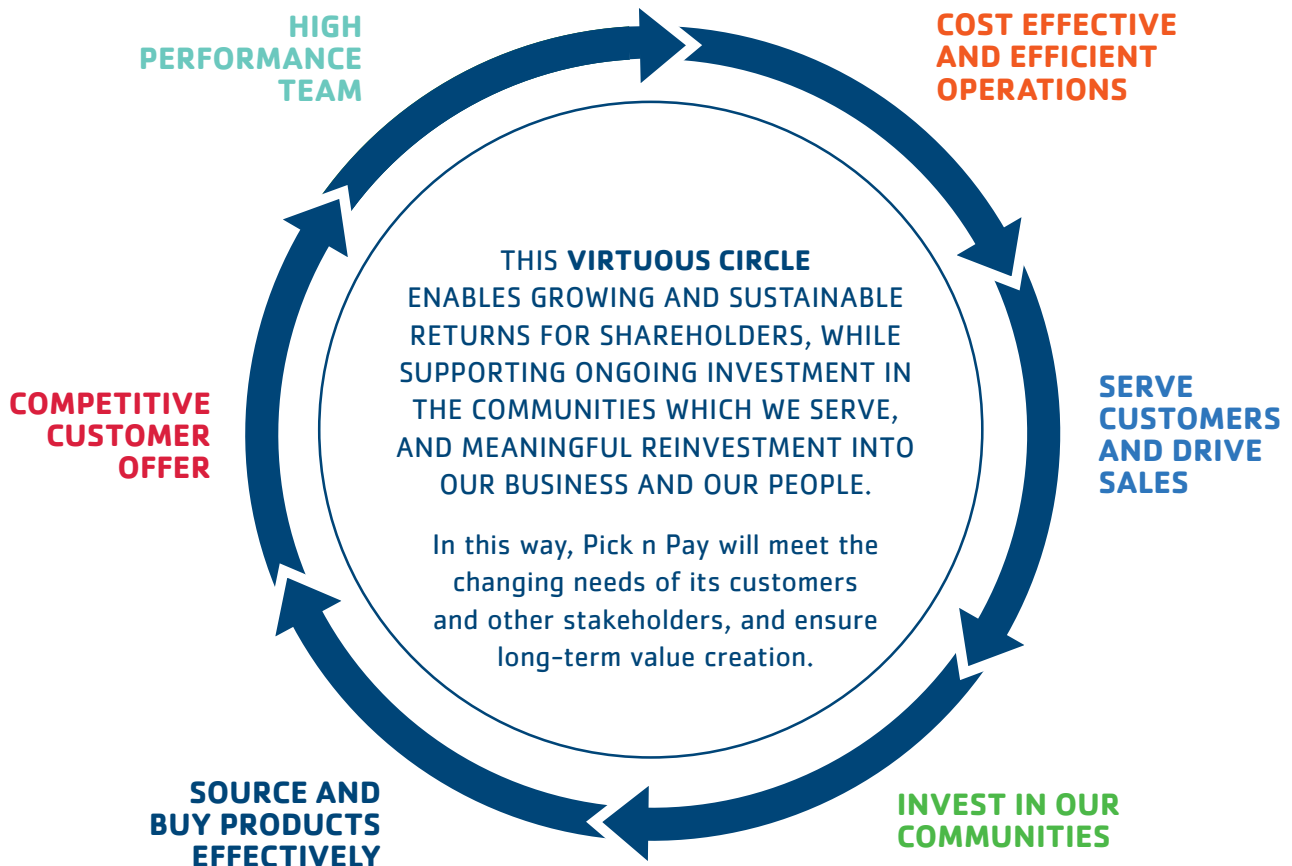 HIGH
PERFORMANCE
TEAM
COST EFFECTIVE
AND EFFICIENT
OPERATIONS
THIS VIRTUOUS CIRCLE
ENABLES GROWING AND SUSTAINABLE
RETURNS FOR SHAREHOLDERS, WHILE
SUPPORTING ONGOING INVESTMENT IN
THE COMMUNITIES WHICH WE SERVE,
AND MEANINGFUL REINVESTMENT INTO
OUR BUSINESS AND OUR PEOPLE.
In this way, Pick n Pay will meet the
changing needs of its customers
and other stakeholders, and ensure
long-term value creation.
COMPETITIVE
CUSTOMER
OFFER
SERVE
CUSTOMERS
AND DRIVE
SALES
SOURCE AND
BUY PRODUCTS
EFFECTIVELY
INVEST IN OUR
COMMUNITIES